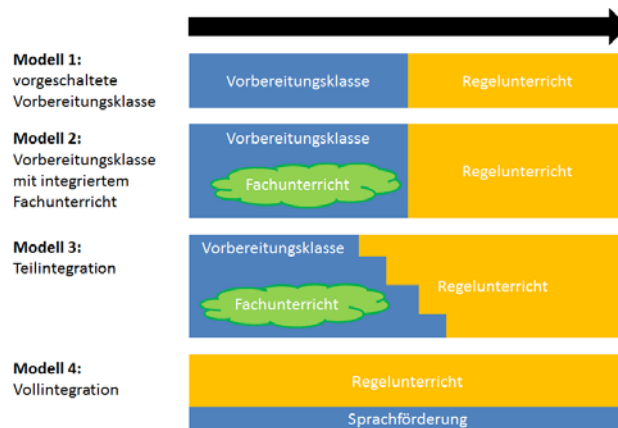 Modell 1:
vorgeschaltete
Vorbereitungsklasse
Vorbereitungsklasse
Regelunterricht
Modell 2:
Vorbereitungsklasse
mit integriertem
Fachunterricht
Vorbereitungsklasse
Fachunterricht
Regelunterricht
Modell 3:
Teilintegration
Vorbereitungsklasse
Fachunterricht
Regelunterricht
Modell 4:
Vollintegration
Regelunterricht
Sprachförderung